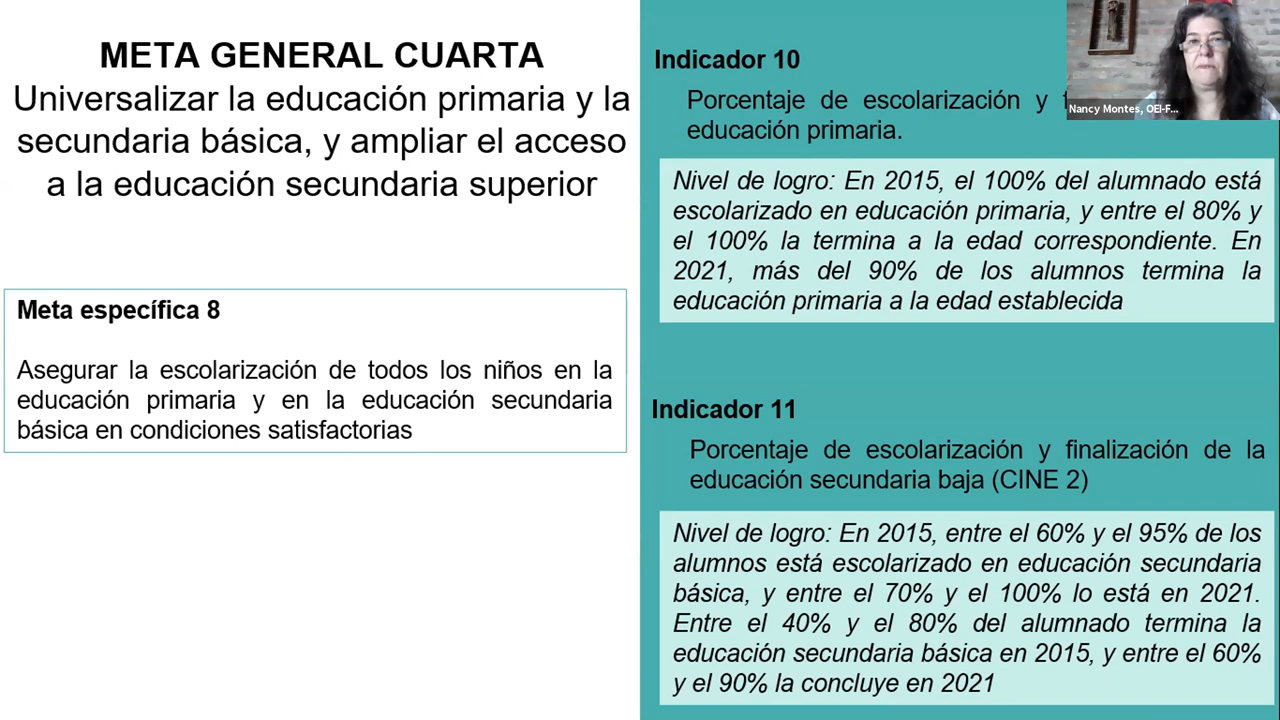 META GENERAL CUARTA
Universalizar la educación primaria y la
secundaria básica, y ampliar el acceso
a la educación secundaria superior
Meta específica 8
Asegurar la escolarización de todos los niños en la
educación primaria y en la educación secundaria
básica en condiciones satisfactorias
Indicador 10
Porcentaje de escolarización y
educación primaria.
Nivel de logro: En 2015, el 100% del alumnado está
escolarizado en educación primaria, y entre el 80% y
el 100% la termina a la edad correspondiente. En
2021, más del 90% de los alumnos termina la
educación primaria a la edad establecida
Indicador 11
Porcentaje de escolarización y finalización de la
educación secundaria baja (CINE 2)
Nivel de logro: En 2015, entre el 60% y el 95% de los
alumnos está escolarizado en educación secundaria
básica, y entre el 70% y el 100% lo está en 2021.
Entre el 40% y el 80% del alumnado termina la
educación secundaria básica en 2015, y entre el 60%
y el 90% la concluye en 2021
Nancy Montes, OEI-F...